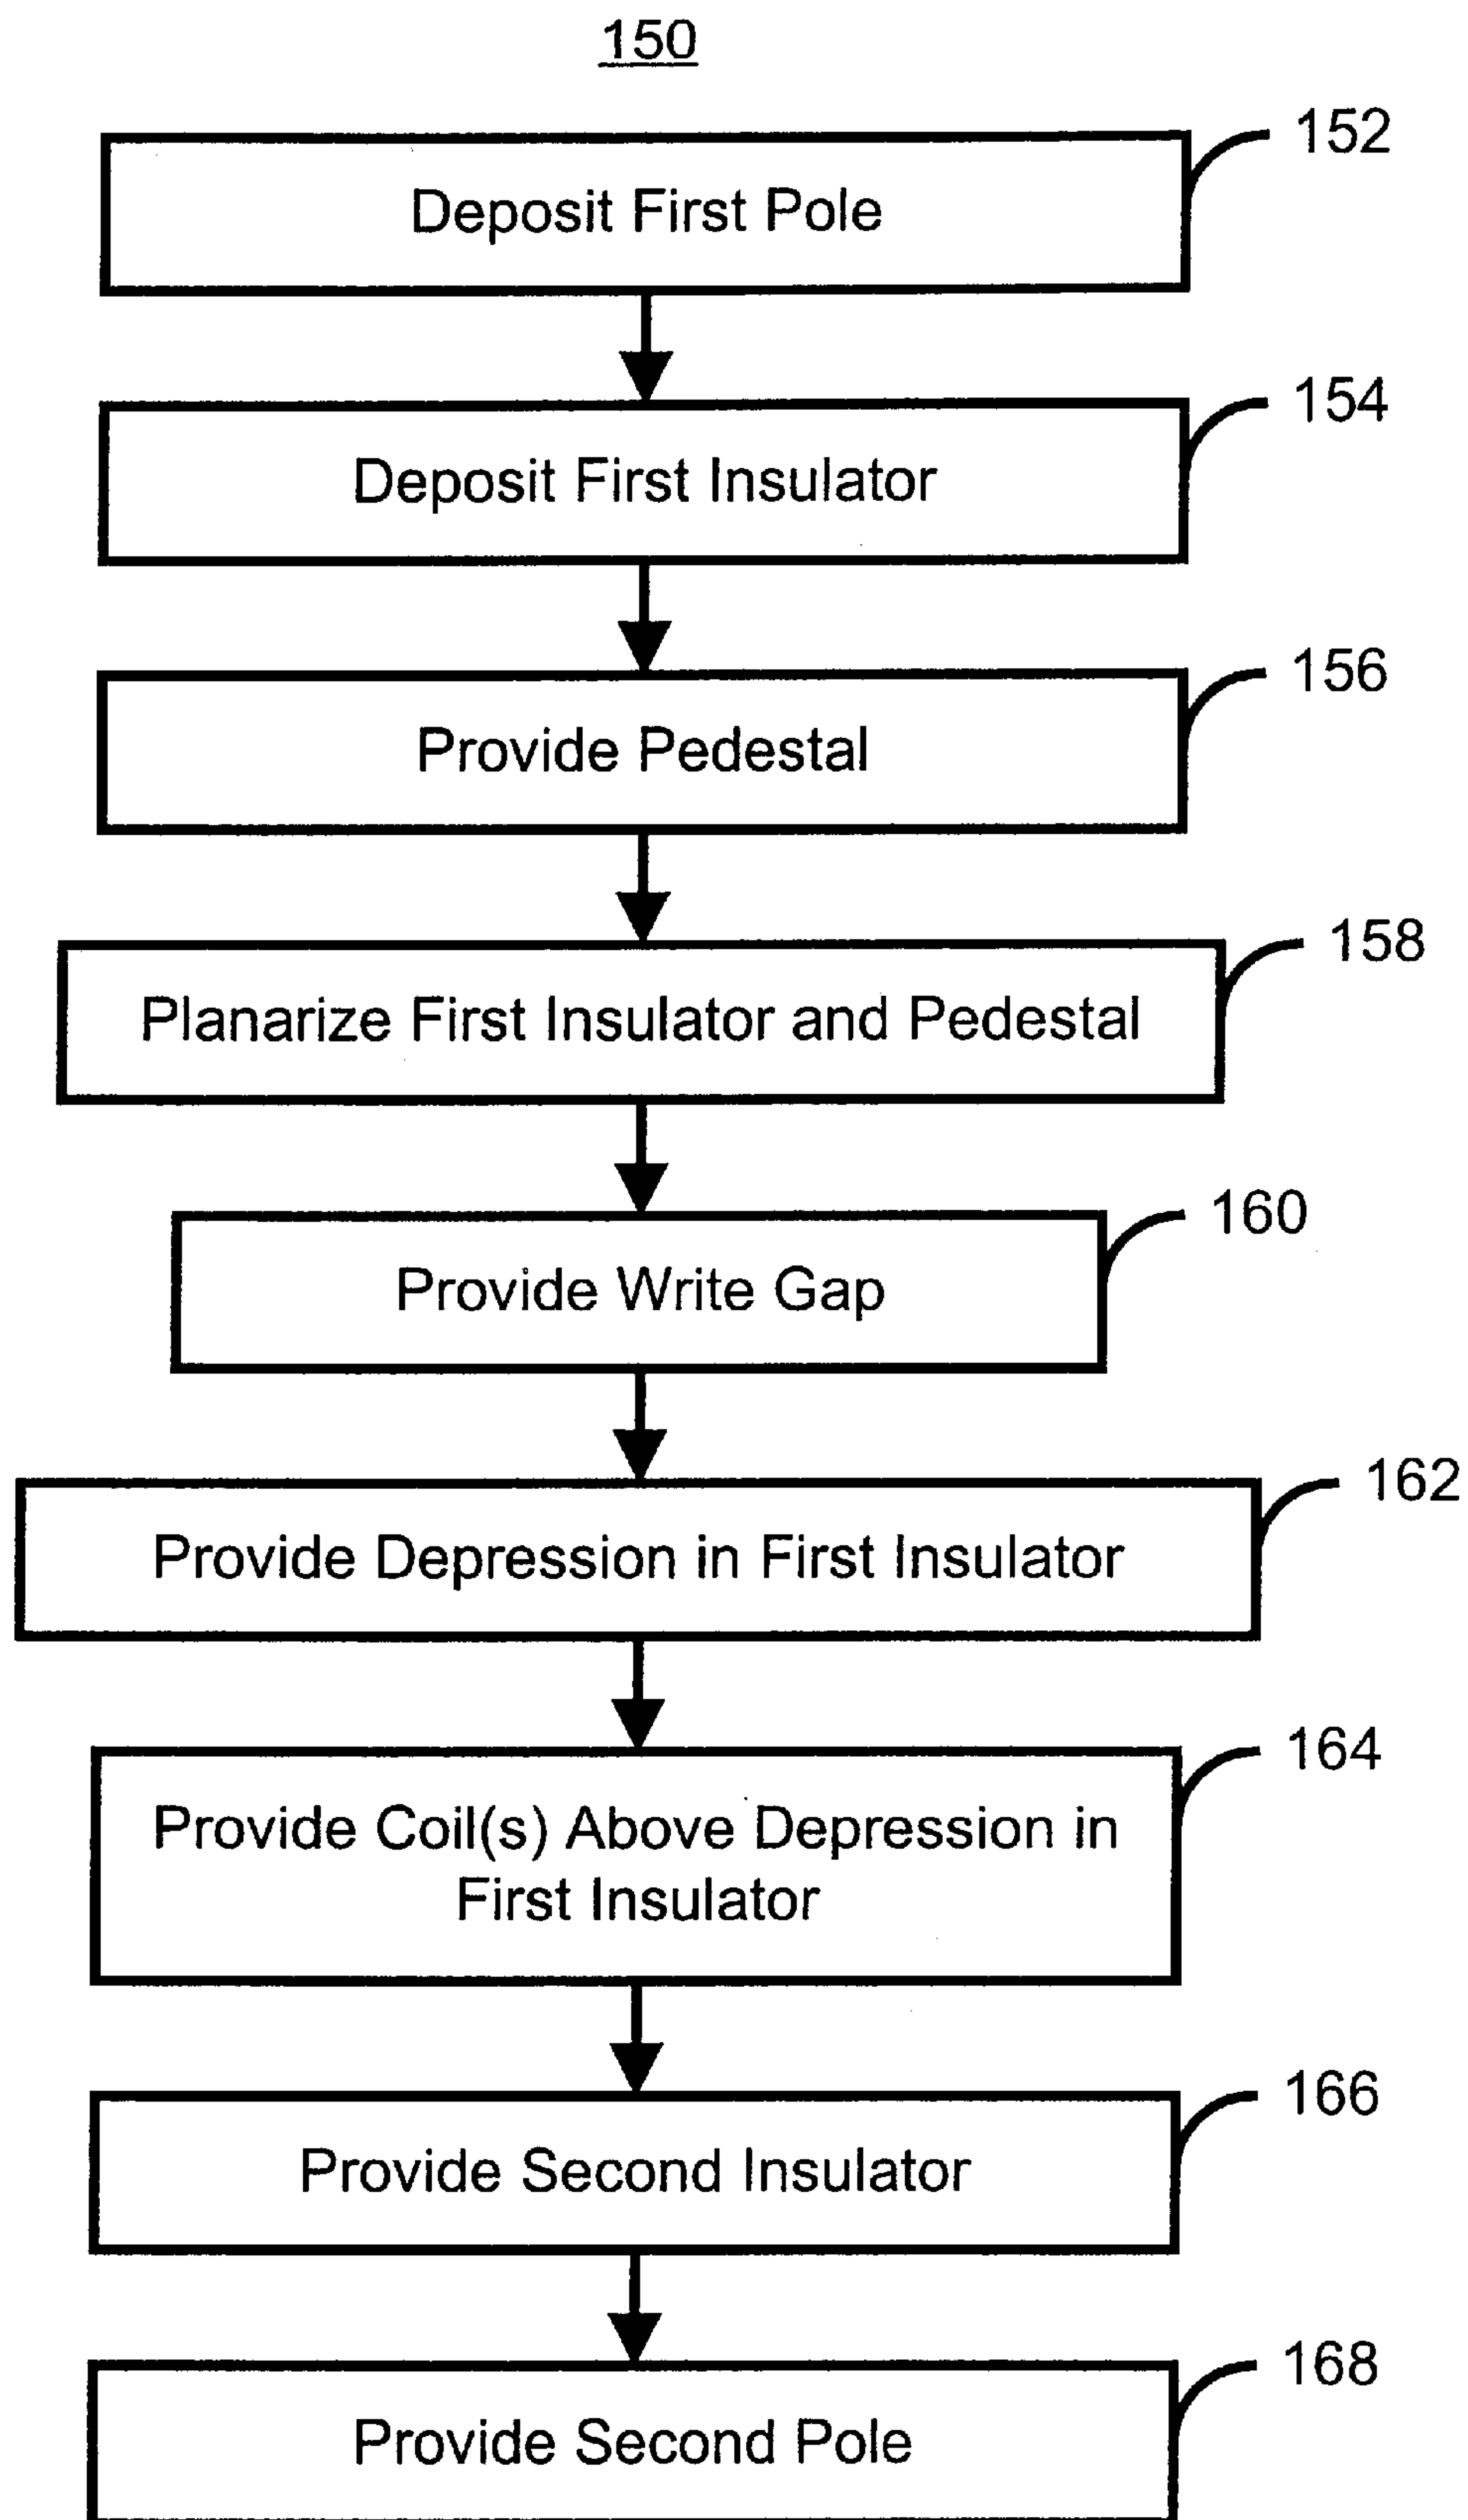 150
152
Deposit First Pole
154
Deposit First Insulator
156
Provide Pedestal
158
Planarize First Insulator and Pedestal
160
Provide Write Gap
162
Provide Depression in First Insulator
164
Provide Coil(s) Above Depression in
First Insulator
166
Provide Second Insulator
168
Provide Second Pole